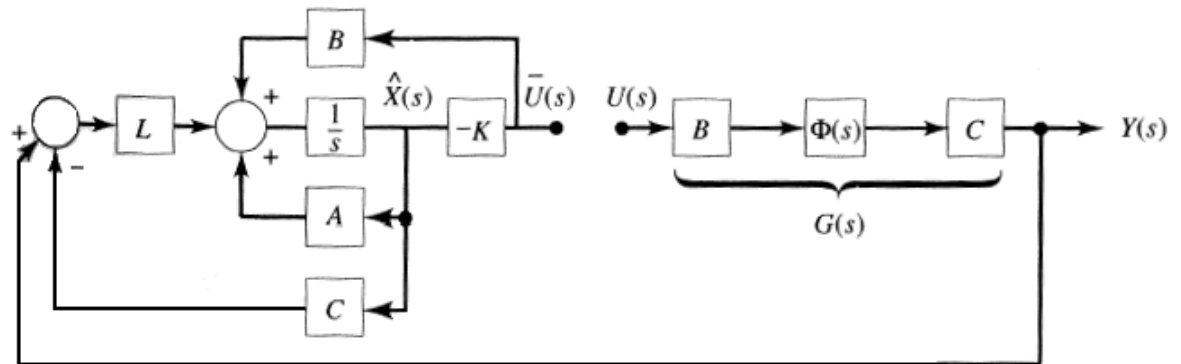 B
+
X̂(s)
Ū(s)
U(s)
+
L
1/s
-K
B
Φ(s)
C
Y(s)
+
−
A
G(s)
C